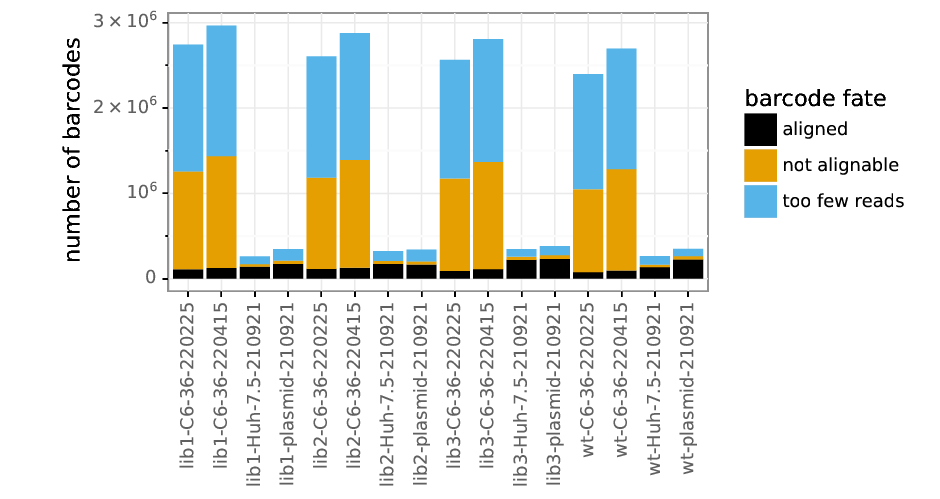 3 × 10⁶
2 × 10⁶
10⁶
0
number of barcodes
barcode fate
aligned
not alignable
too few reads
lib1-C6-36-220225
lib1-C6-36-220415
lib1-Huh-7.5-210921
lib1-plasmid-210921
lib2-C6-36-220225
lib2-C6-36-220415
lib2-Huh-7.5-210921
lib2-plasmid-210921
lib3-C6-36-220225
lib3-C6-36-220415
lib3-Huh-7.5-210921
lib3-plasmid-210921
wt-C6-36-220225
wt-C6-36-220415
wt-Huh-7.5-210921
wt-plasmid-210921